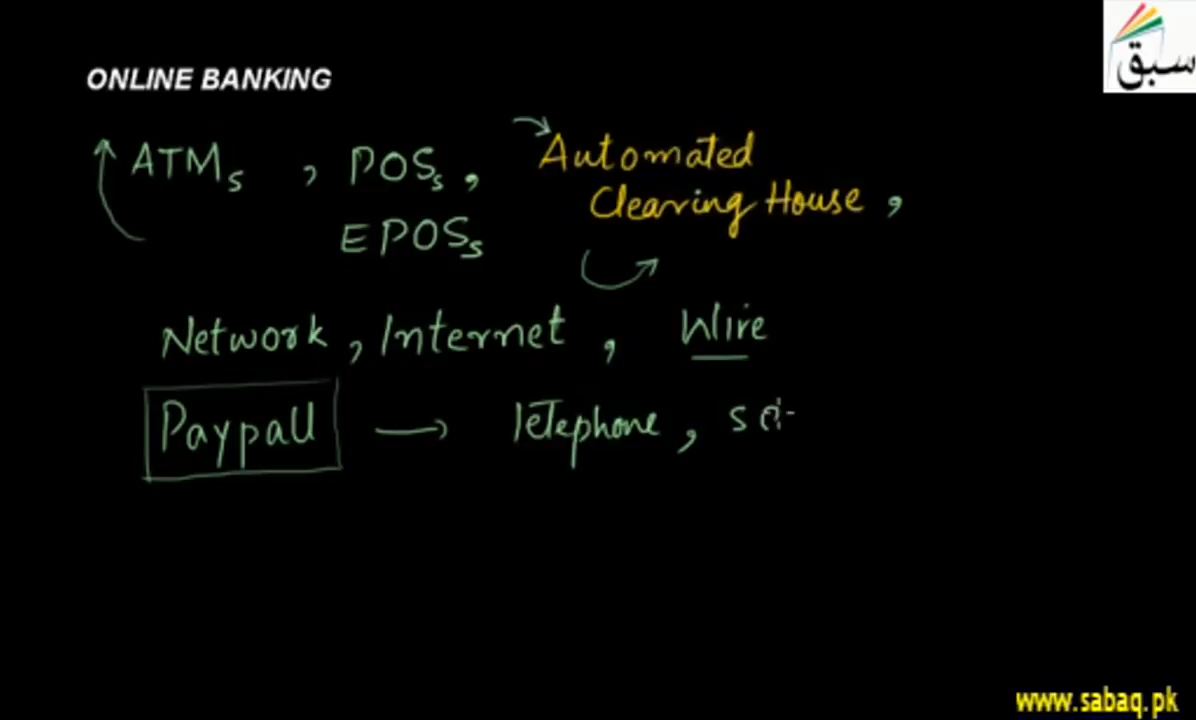 سبق
ONLINE BANKING
ATMs , POSs , Automated
Clearing House ,
EPOSs
Network , Internet , Wire
Paypall → Telephone ,
www.sabaq.pk